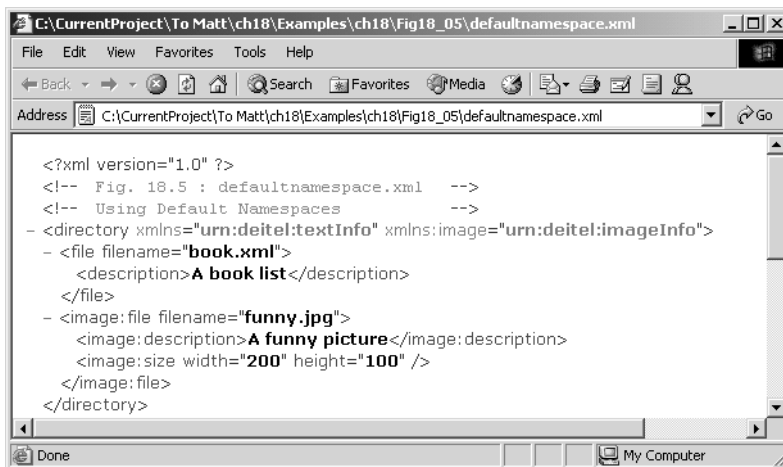 C:\CurrentProject\To Matt\ch18\Examples\ch18\Fig18_05\defaultnamespace.xml
File Edit View Favorites Tools Help
Back Search Favorites Media
Address C:\CurrentProject\To Matt\ch18\Examples\ch18\Fig18_05\defaultnamespace.xml Go
<?xml version="1.0" ?>
<!-- Fig. 18.5 : defaultnamespace.xml -->
<!-- Using Default Namespaces -->
- <directory xmlns="urn:deitel:textInfo" xmlns:image="urn:deitel:imageInfo">
- <file filename="book.xml">
<description>A book list</description>
</file>
- <image:file filename="funny.jpg">
<image:description>A funny picture</image:description>
<image:size width="200" height="100" />
</image:file>
</directory>
Done My Computer